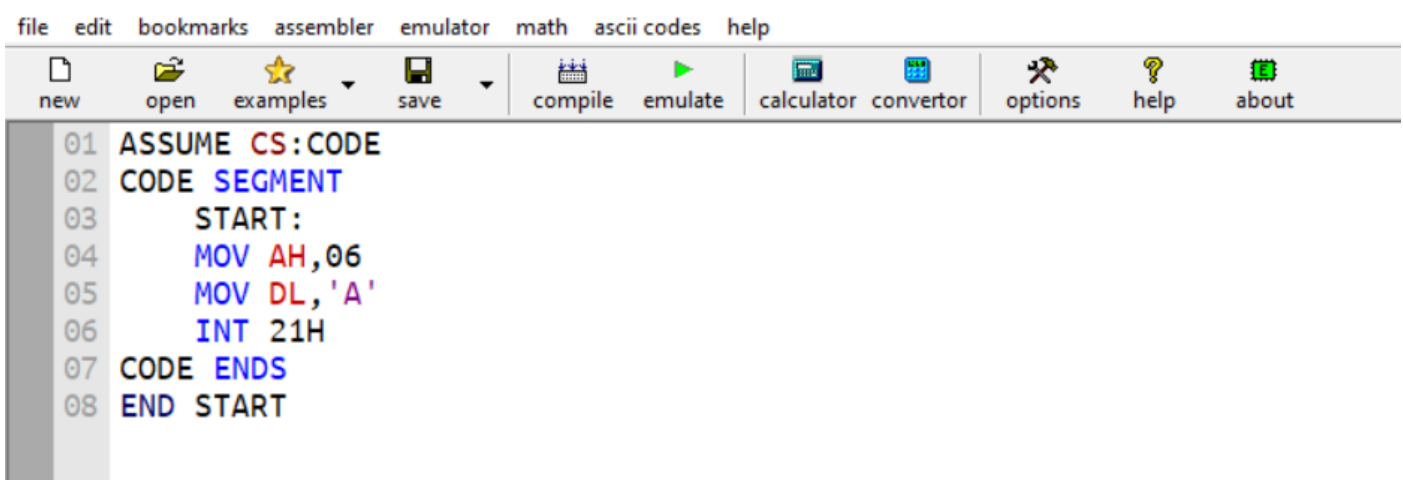 file edit bookmarks assembler emulator math ascii codes help
new open examples save compile emulate calculator convertor options help about
01 ASSUME CS:CODE
02 CODE SEGMENT
03 START:
04 MOV AH,06
05 MOV DL,'A'
06 INT 21H
07 CODE ENDS
08 END START